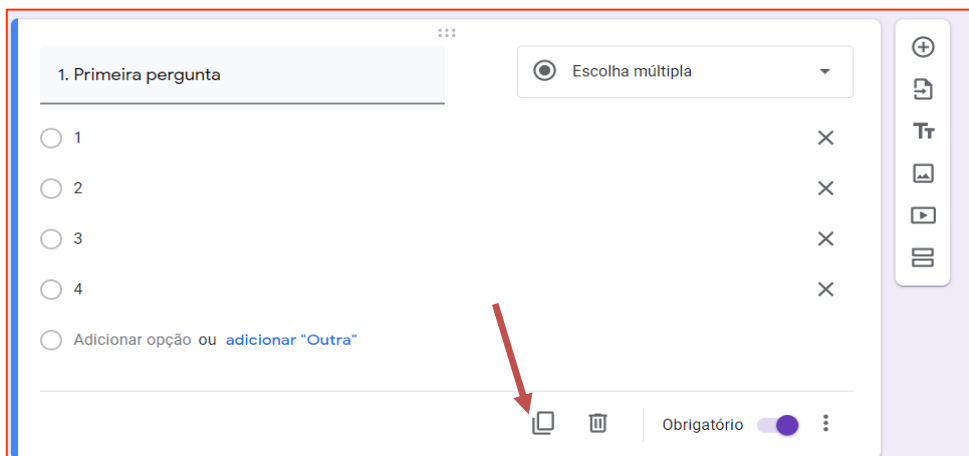 1. Primeira pergunta
Escolha múltipla
1
2
3
4
Adicionar opção ou adicionar "Outra"
Obrigatório